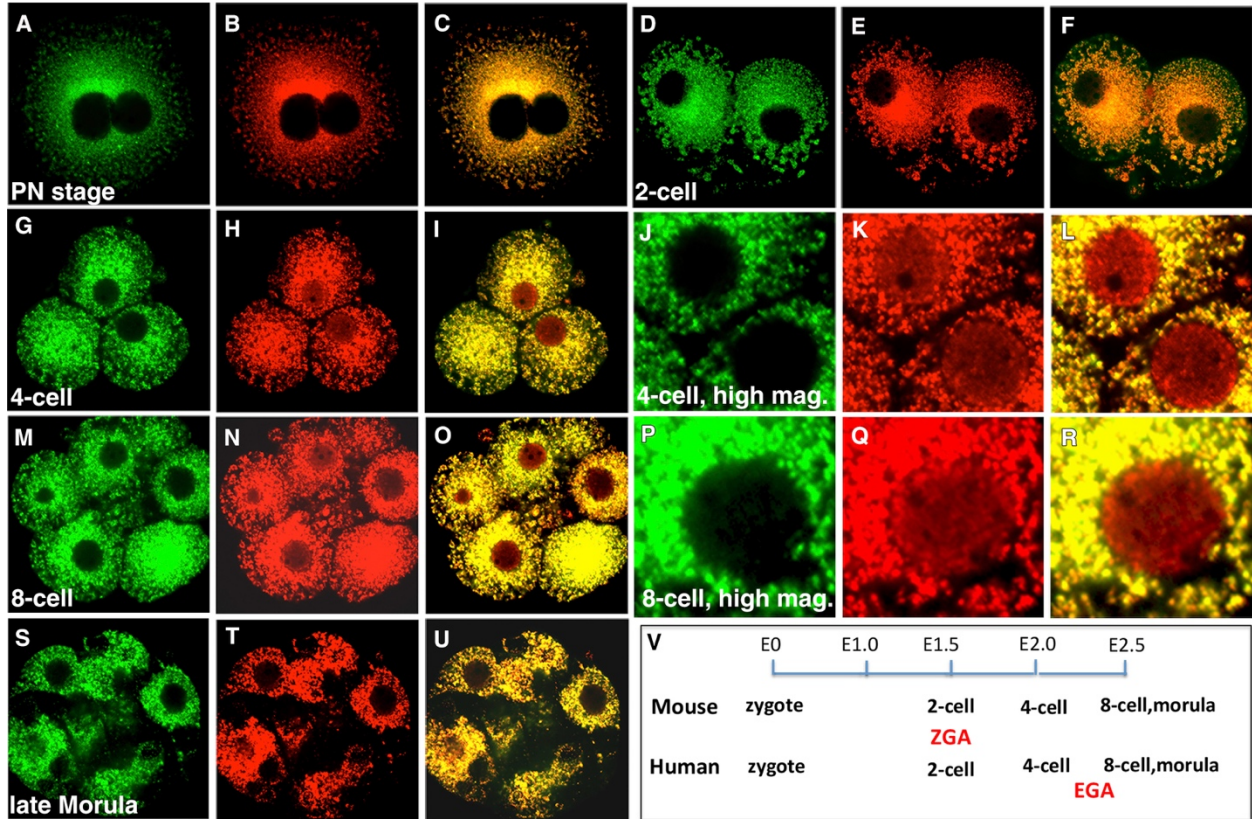 A B C D E F
PN stage 2-cell
G H I J K L
4-cell 4-cell, high mag.
M N O P Q R
8-cell 8-cell, high mag.
S T U V E0 E1.0 E1.5 E2.0 E2.5
Mouse zygote 2-cell 4-cell 8-cell,morula
ZGA
Human zygote 2-cell 4-cell 8-cell,morula
EGA
late Morula